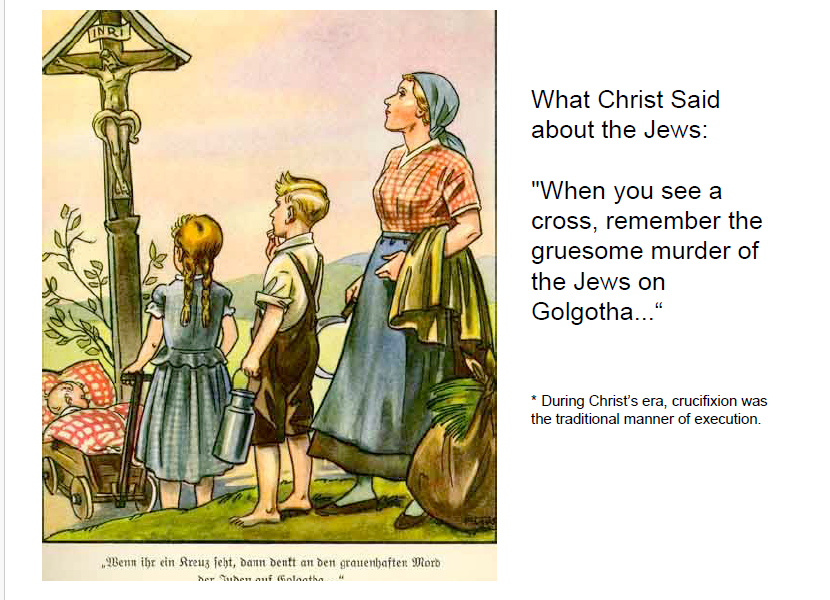 INRI
„Wenn ihr ein Kreuz seht, dann denkt an den grauenhaften Mord
der Juden auf Golgatha...“
What Christ Said
about the Jews:
"When you see a
cross, remember the
gruesome murder of
the Jews on
Golgotha...“
* During Christ's era, crucifixion was
the traditional manner of execution.